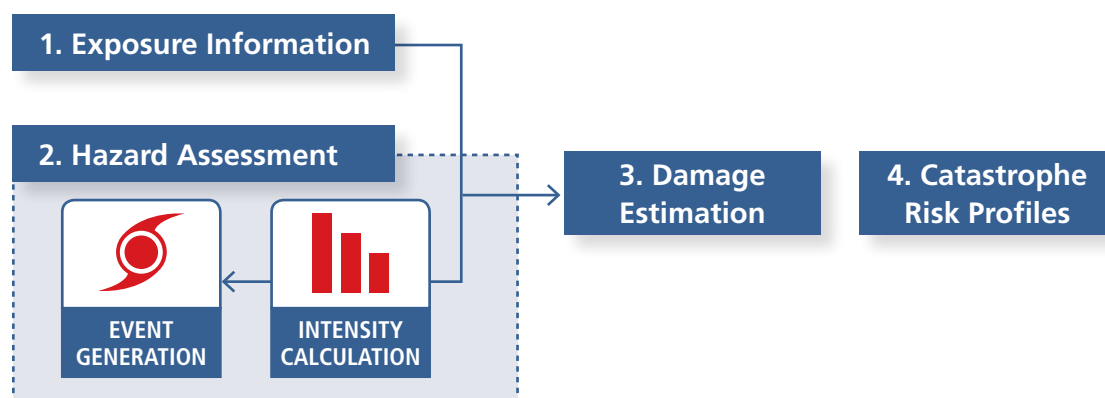 1. Exposure Information
2. Hazard Assessment
EVENT
GENERATION
INTENSITY
CALCULATION
3. Damage
Estimation
4. Catastrophe
Risk Profiles